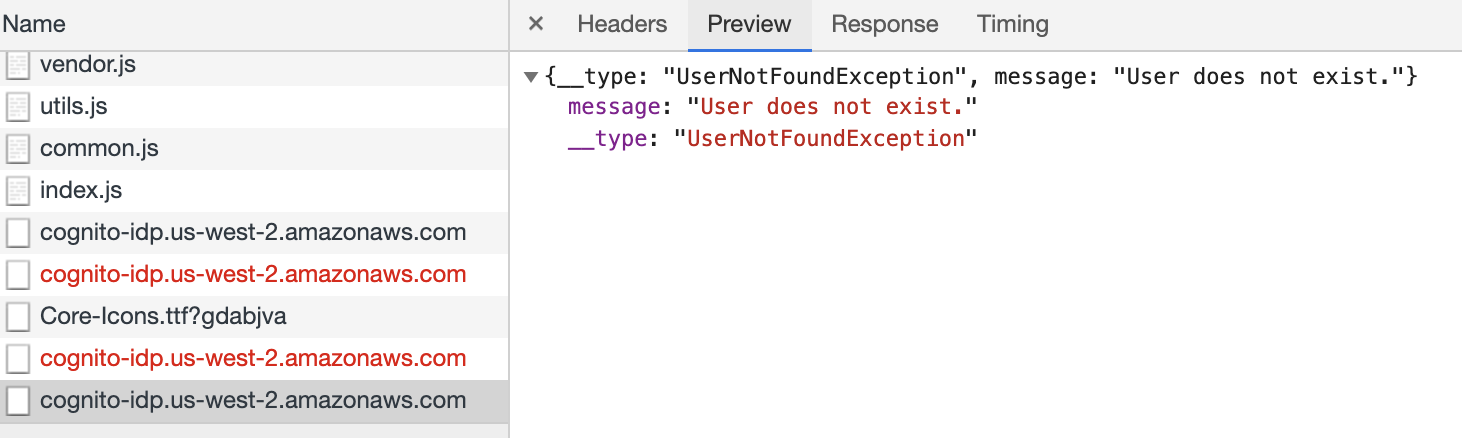 Name
vendor.js
utils.js
common.js
index.js
cognito-idp.us-west-2.amazonaws.com
cognito-idp.us-west-2.amazonaws.com
Core-Icons.ttf?gdabjva
cognito-idp.us-west-2.amazonaws.com
cognito-idp.us-west-2.amazonaws.com
× Headers Preview Response Timing
▼{__type: "UserNotFoundException", message: "User does not exist."}
message: "User does not exist."
__type: "UserNotFoundException"